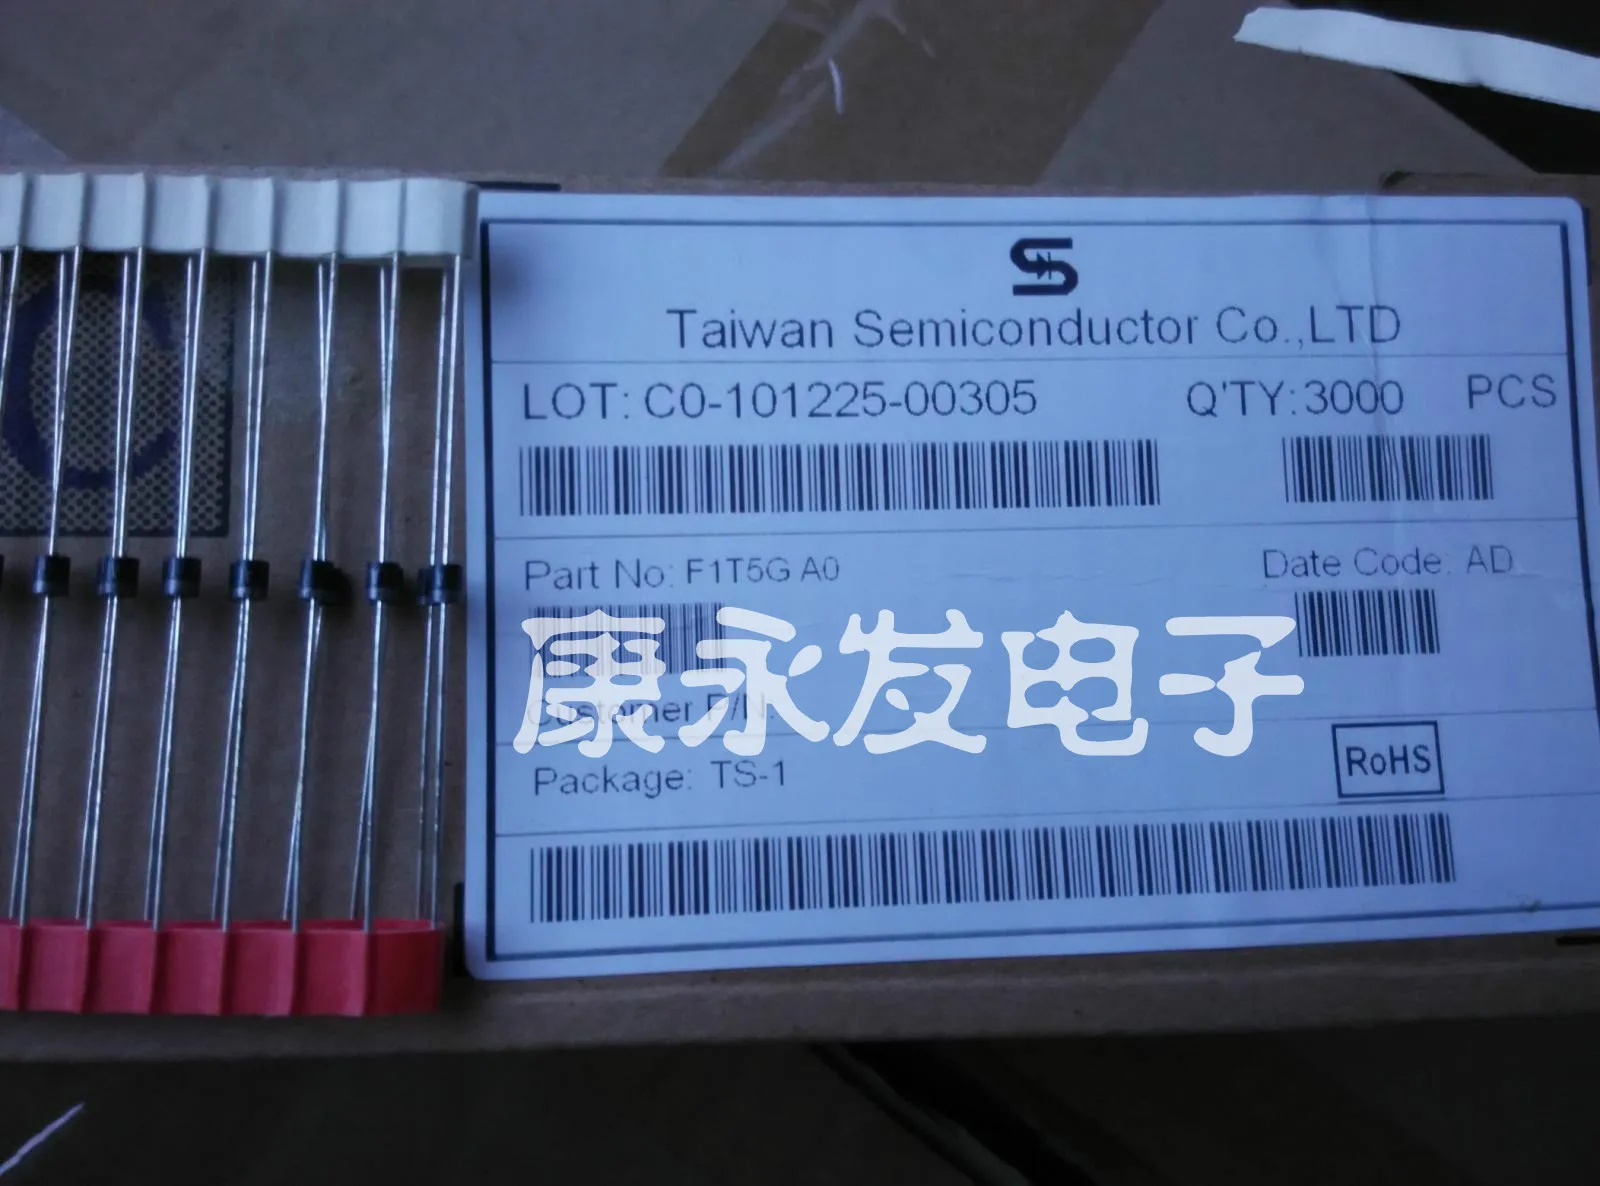 Taiwan Semiconductor Co.,LTD
LOT: C0-101225-00305 Q'TY:3000 PCS
Part No: F1T5G A0 Date Code: AD
康永发电子
Customer P/N:
Package: TS-1
RoHS